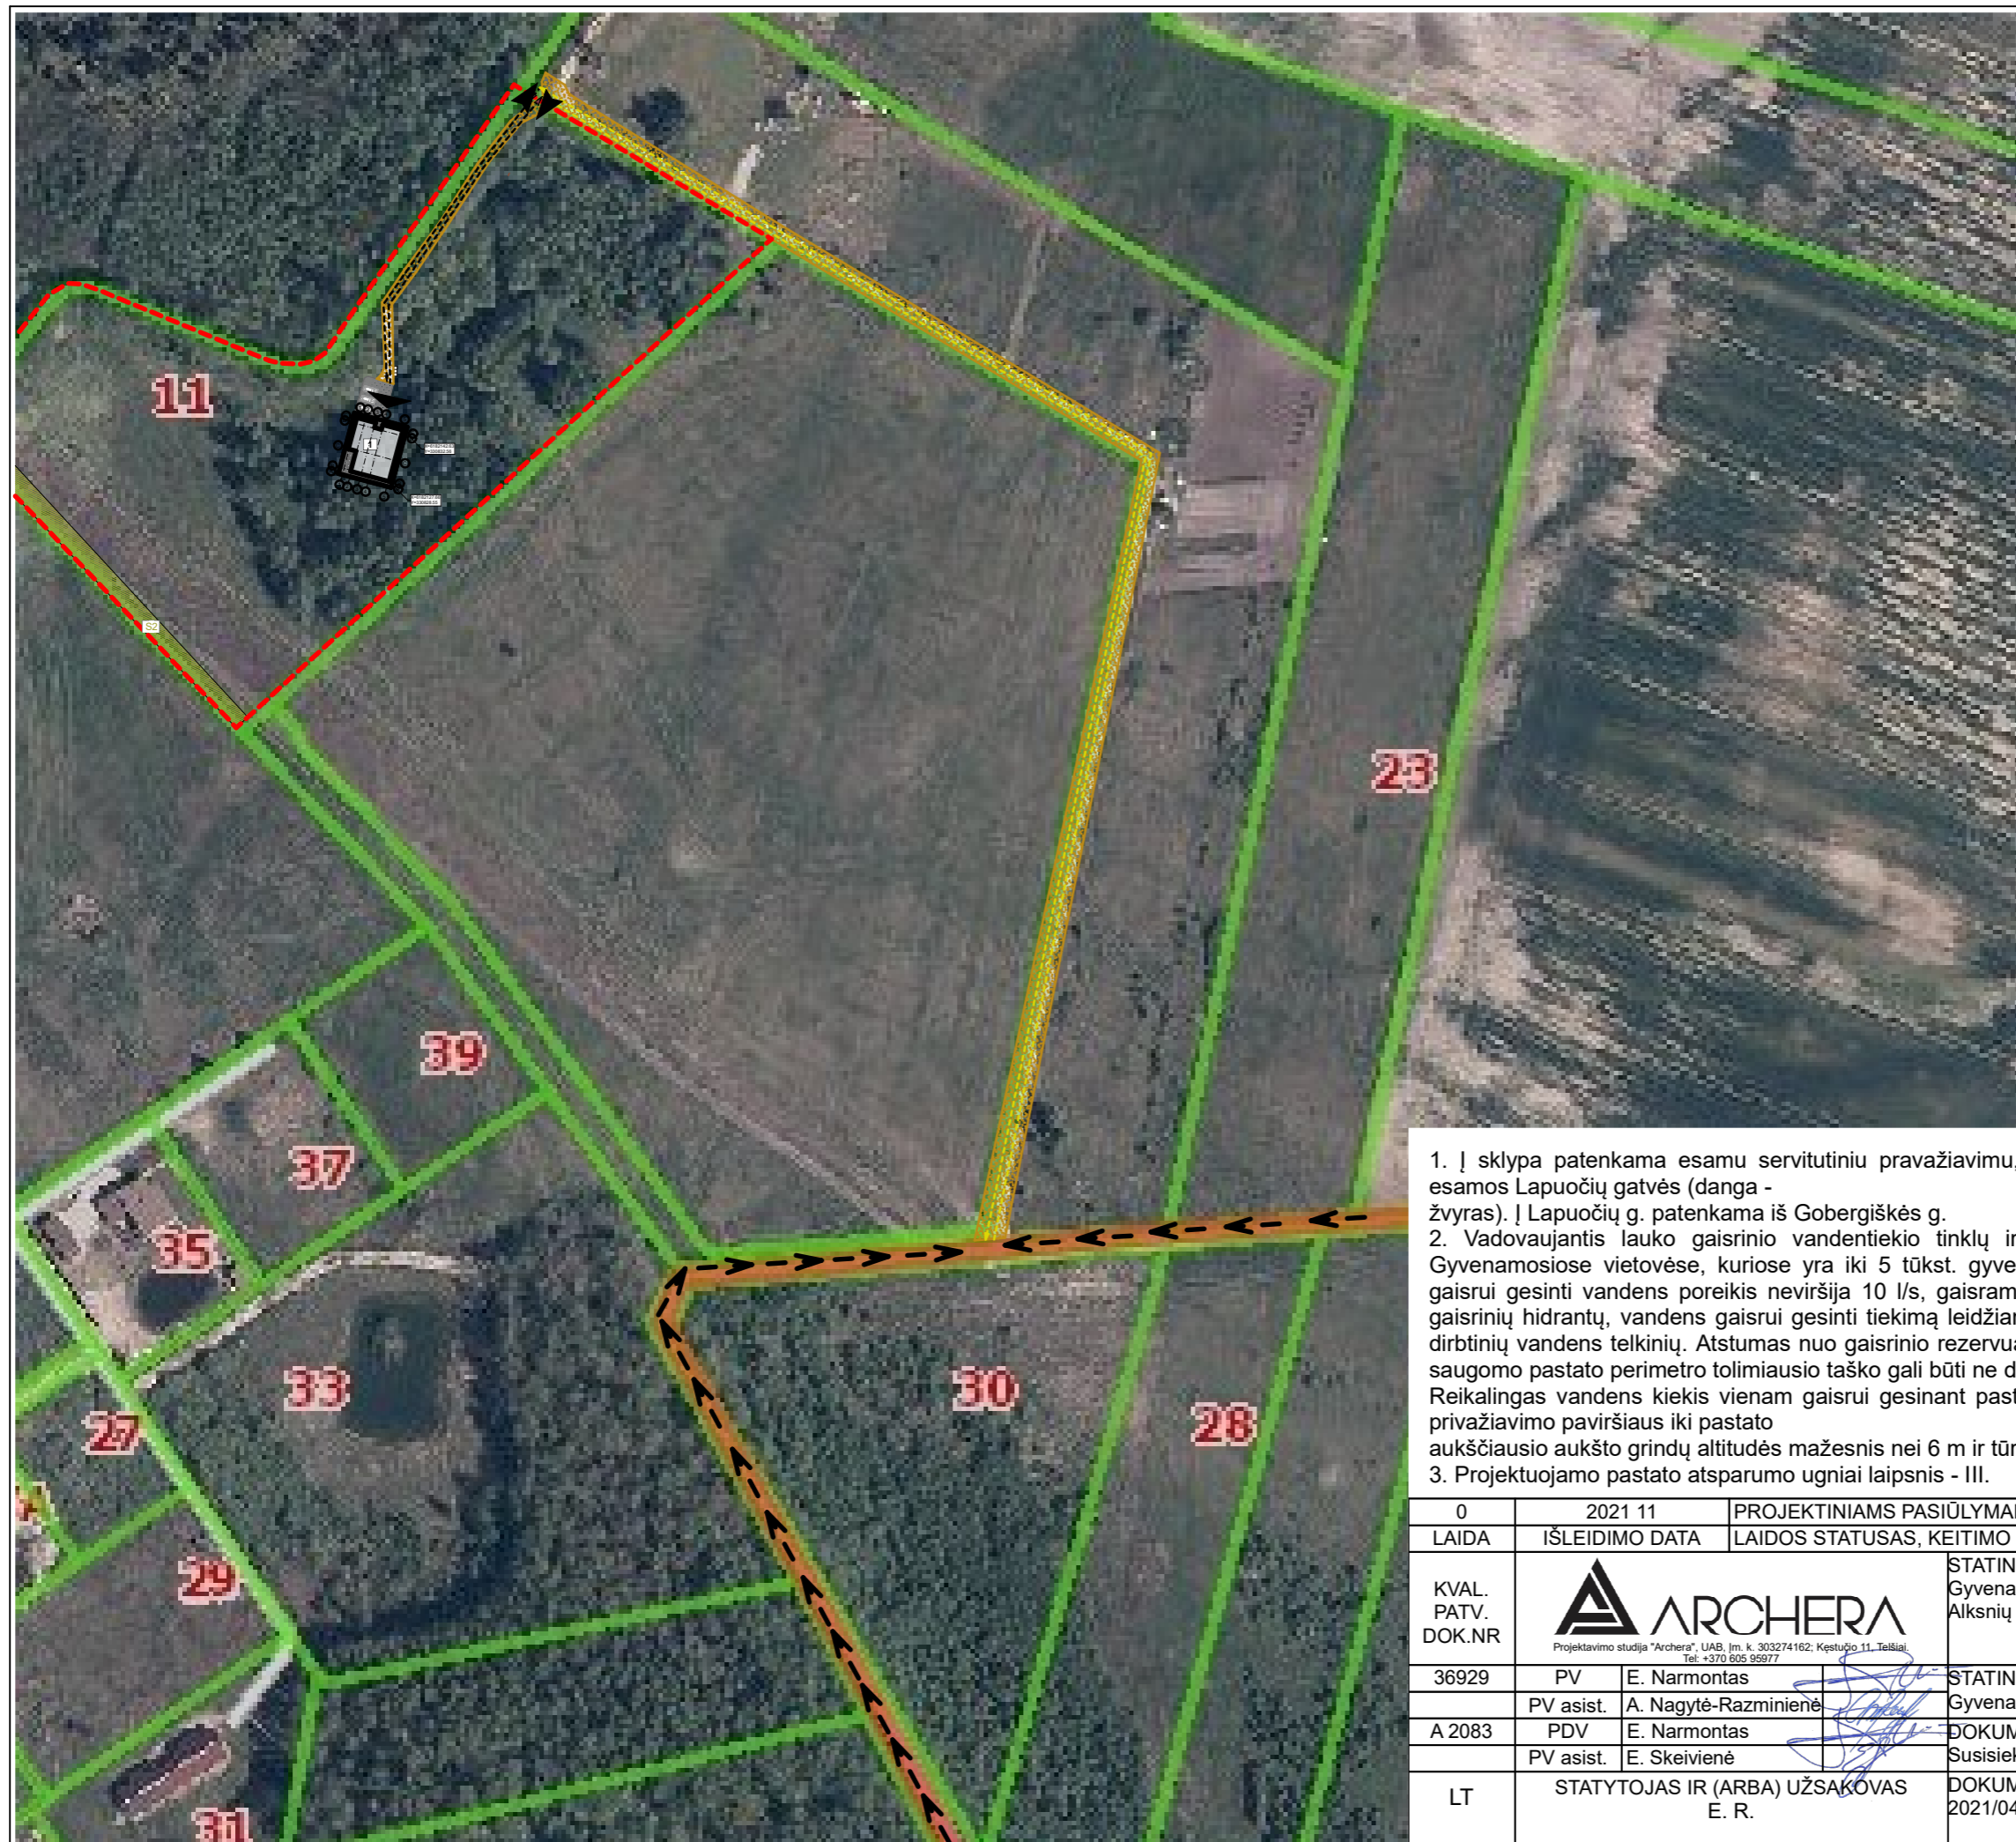 11
1
S2
23
39
37
35
33
30
28
27
29
31
1. Į sklypa patenkama esamu servitutiniu pravažiavimu,
esamos Lapuočių gatvės (danga -
žvyras). Į Lapuočių g. patenkama iš Gobergiškės g.
2. Vadovaujantis lauko gaisrinio vandentiekio tinklų ir
Gyvenamosiose vietovėse, kuriose yra iki 5 tūkst. gyve
gaisrui gesinti vandens poreikis neviršija 10 l/s, gaisram
gaisrinių hidrantų, vandens gaisrui gesinti tiekimą leidžiam
dirbtinių vandens telkinių. Atstumas nuo gaisrinio rezervua
saugomo pastato perimetro tolimiausio taško gali būti ne d
Reikalingas vandens kiekis vienam gaisrui gesinant past
privažiavimo paviršiaus iki pastato
aukščiausio aukšto grindų altitudės mažesnis nei 6 m ir tūr
3. Projektuojamo pastato atsparumo ugniai laipsnis - III.
0 2021 11 PROJEKTINIAMS PASIŪLYMAI
LAIDA IŠLEIDIMO DATA LAIDOS STATUSAS, KEITIMO
KVAL.
PATV.
DOK.NR
ARCHERA
Projektavimo studija "Archera", UAB, Įm. k. 303274162; Kęstučio 11, Telšiai.
Tel: +370 605 95977
STATIN
Gyvena
Alksnių
36929 PV E. Narmontas
PV asist. A. Nagytė-Razminienė
STATIN
Gyvena
A 2083 PDV E. Narmontas
PV asist. E. Skeivienė
DOKUM
Susisiek
LT STATYTOJAS IR (ARBA) UŽSAKOVAS
E. R.
DOKUM
2021/04